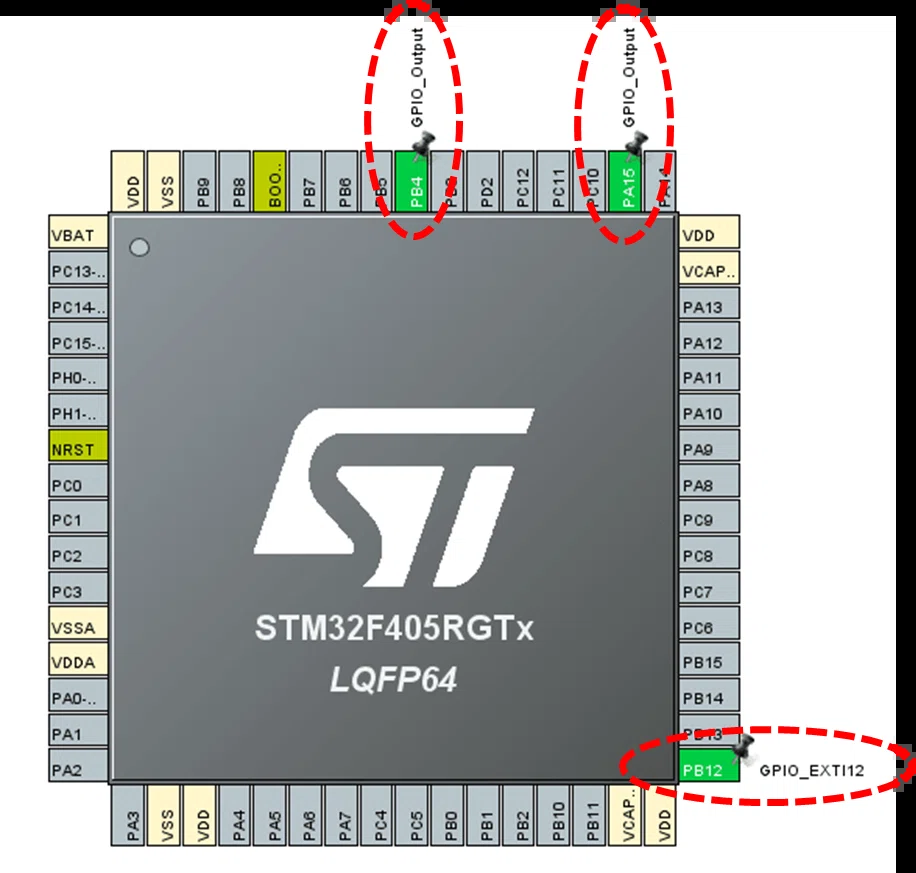 GPIO_Output
GPIO_Output
VDD
VSS
PB9
PB8
BOO..
PB7
PB6
PB5
PB4
PB3
PD2
PC12
PC11
PC10
PA15
PA14
VBAT
PC13-..
PC14-..
PC15-..
PH0-..
PH1-..
NRST
PC0
PC1
PC2
PC3
VSSA
VDDA
PA0-..
PA1
PA2
ST
STM32F405RGTx
LQFP64
VDD
VCAP..
PA13
PA12
PA11
PA10
PA9
PA8
PC9
PC8
PC7
PC6
PB15
PB14
PB13
PB12
GPIO_EXTI12
PA3
VSS
VDD
PA4
PA5
PA6
PA7
PC4
PC5
PB0
PB1
PB2
PB10
PB11
VCAP..
VDD